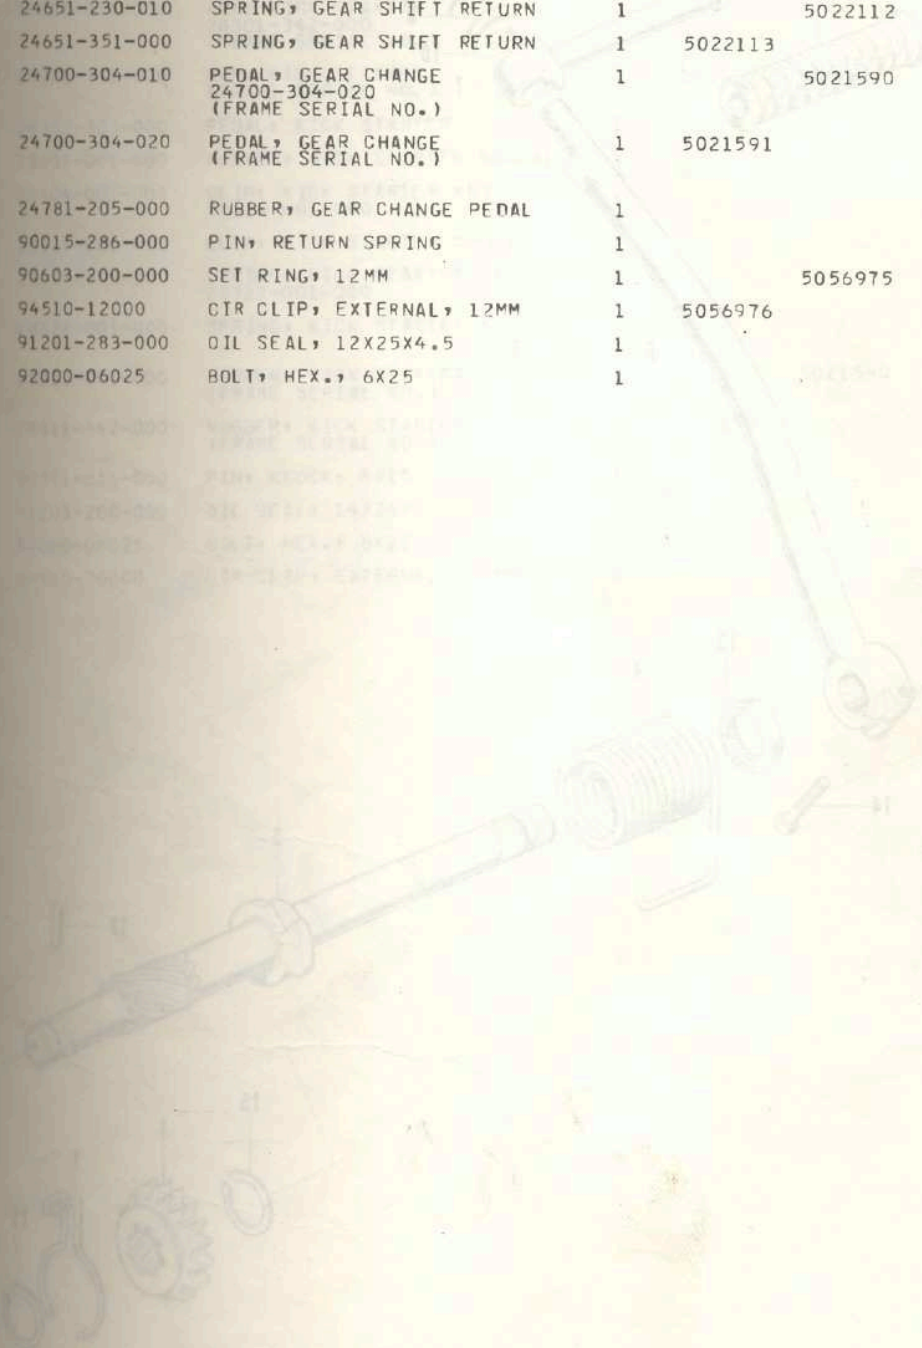 24651-230-010 SPRING, GEAR SHIFT RETURN 1 5022112
24651-351-000 SPRING, GEAR SHIFT RETURN 1 5022113
24700-304-010 PEDAL, GEAR CHANGE 1 5021590
24700-304-020
(FRAME SERIAL NO.)
24700-304-020 PEDAL, GEAR CHANGE 1 5021591
(FRAME SERIAL NO.)
24781-205-000 RUBBER, GEAR CHANGE PEDAL 1
90015-286-000 PIN, RETURN SPRING 1
90603-200-000 SET RING, 12MM 1 5056975
94510-12000 CIR CLIP, EXTERNAL, 12MM 1 5056976
91201-283-000 OIL SEAL, 12X25X4.5 1
92000-06025 BOLT, HEX., 6X25 1